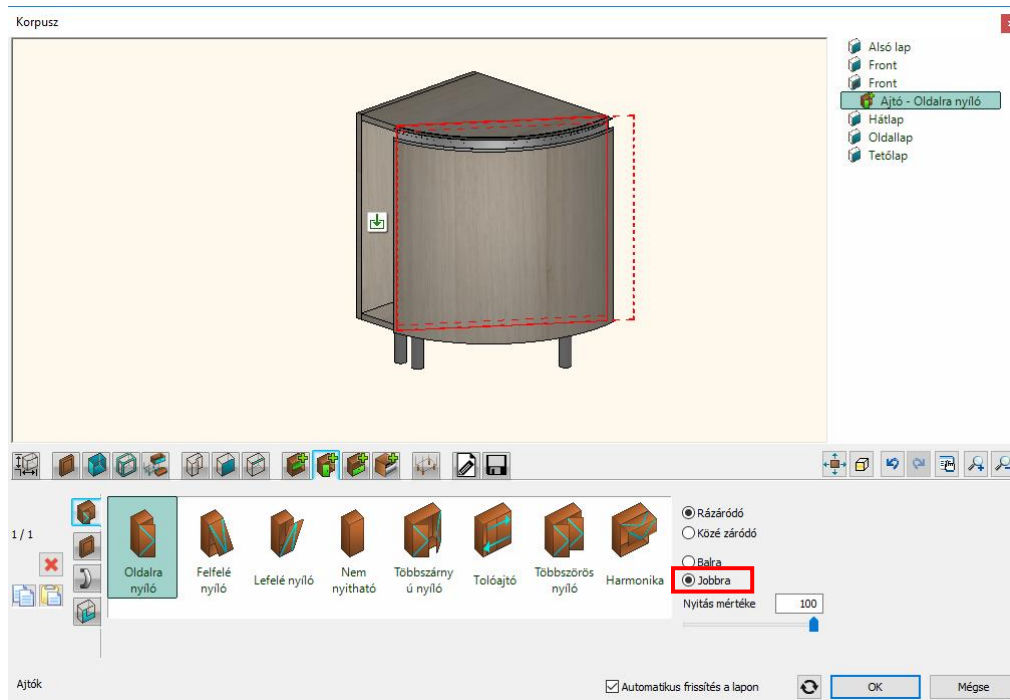 Korpusz
Alsó lap
Front
Front
Ajtó - Oldalra nyíló
Hátlap
Oldallap
Tetőlap
1 / 1
Oldalra
nyíló
Felfelé
nyíló
Lefelé nyíló
Nem
nyitható
Többszárny
ú nyíló
Tolóajtó
Többszörös
nyíló
Harmonika
Rázáródó
Közé záródó
Balra
Jobbra
Nyitás mértéke
100
Ajtók
Automatikus frissítés a lapon
OK
Mégse